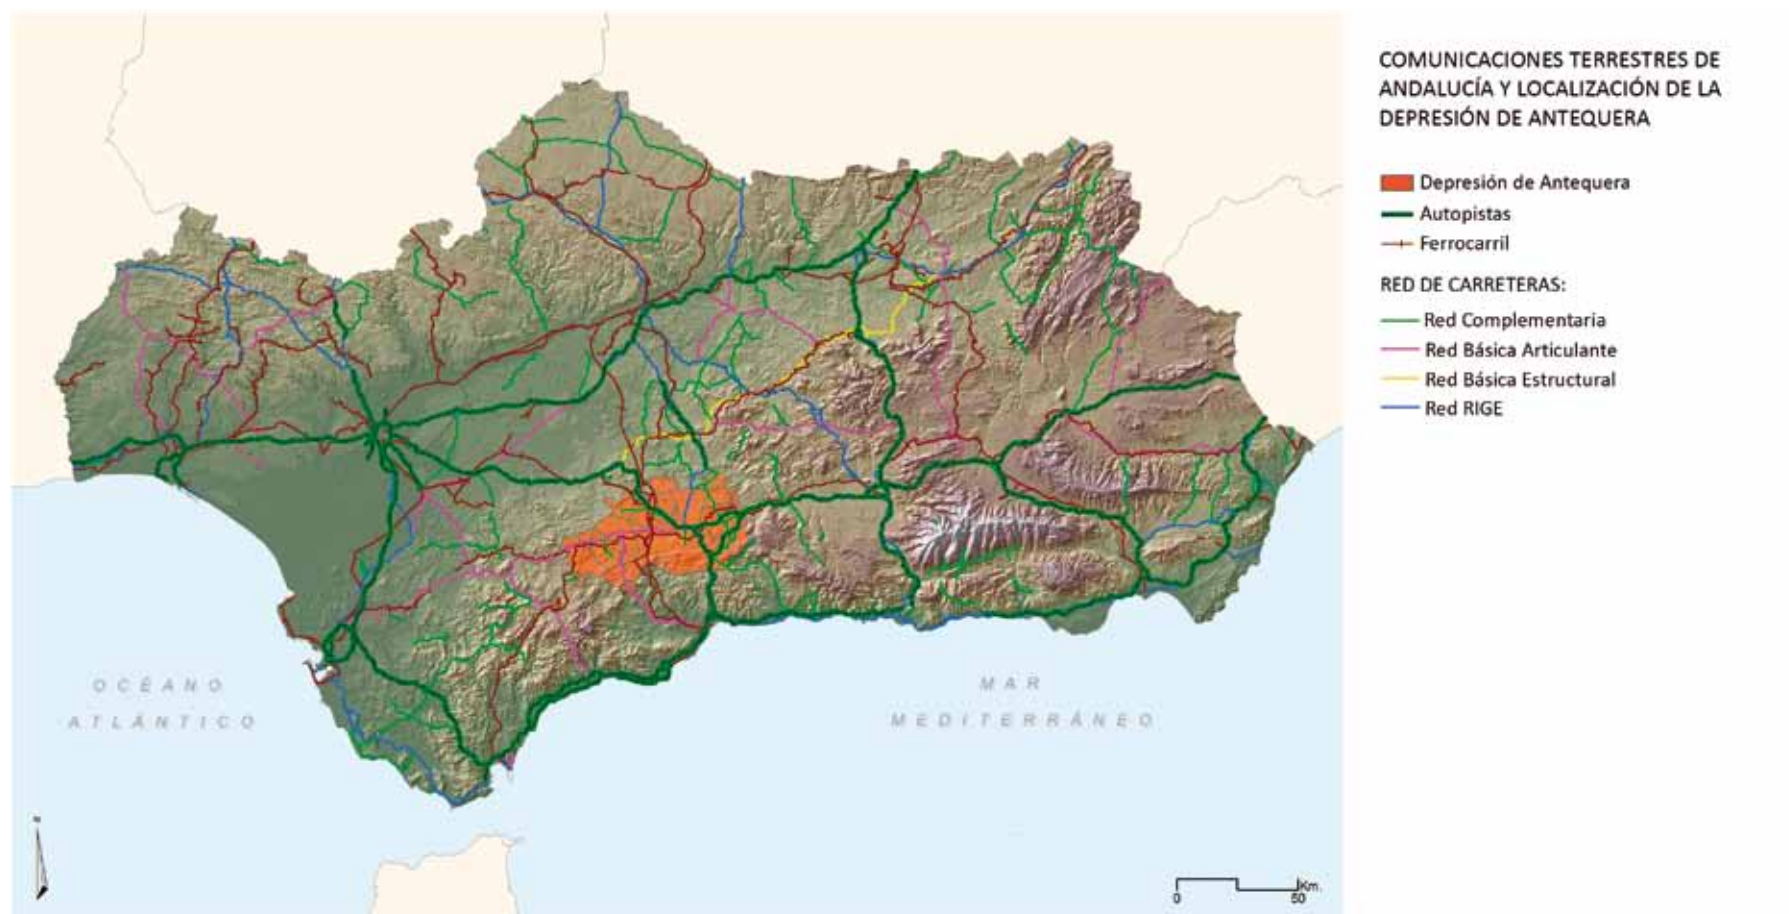 COMUNICACIONES TERRESTRES DE
ANDALUCÍA Y LOCALIZACIÓN DE LA
DEPRESIÓN DE ANTEQUERA
Depresión de Antequera
Autopistas
Ferrocarril
RED DE CARRETERAS:
Red Complementaria
Red Básica Articulante
Red Básica Estructural
Red RIGE
OCÉANO
ATLÁNTICO
MAR
MEDITERRÁNEO
N
Km.
0 50